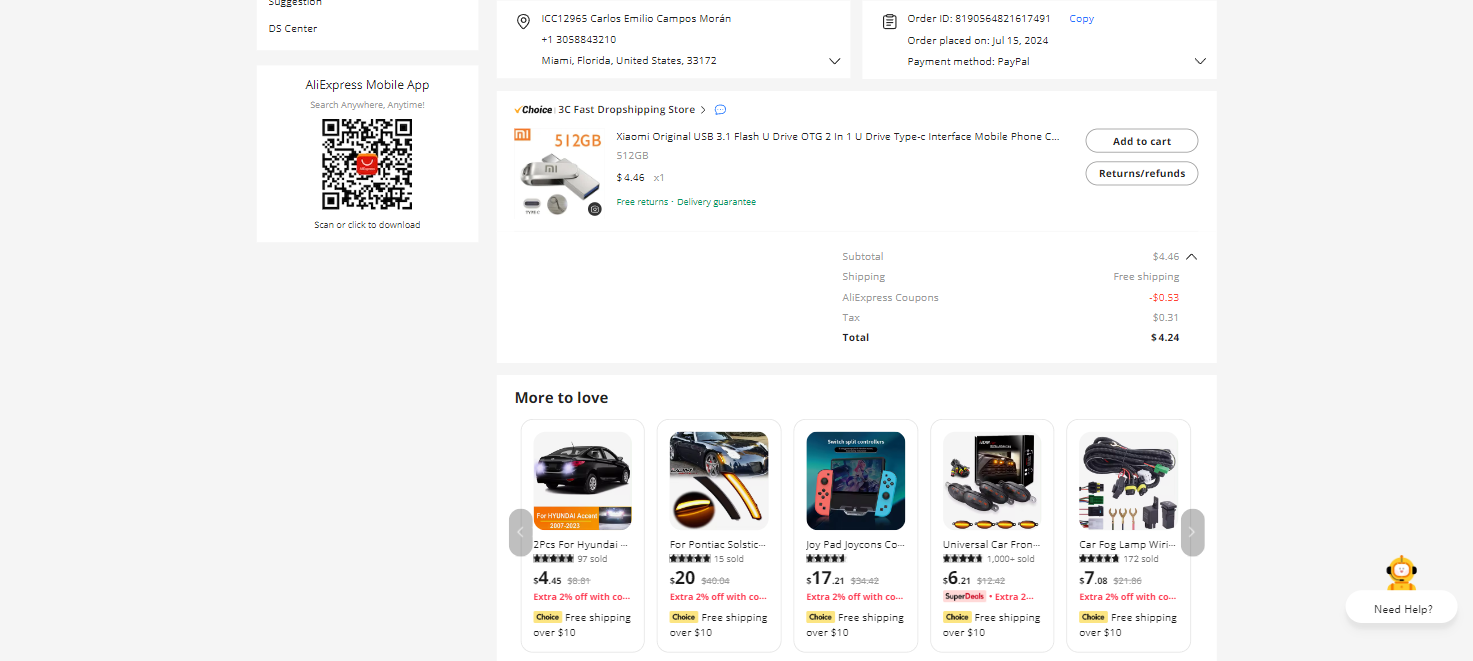 Suggestion
DS Center
AliExpress Mobile App
Search Anywhere, Anytime!
Scan or click to download
ICC12965 Carlos Emilio Campos Morán
+1 3058843210
Miami, Florida, United States, 33172
Order ID: 8190564821617491 Copy
Order placed on: Jul 15, 2024
Payment method: PayPal
Choice 3C Fast Dropshipping Store
512GB
TYPE C
Xiaomi Original USB 3.1 Flash U Drive OTG 2 In 1 U Drive Type-c Interface Mobile Phone C...
512GB
$4.46 x1
Free returns · Delivery guarantee
Add to cart
Returns/refunds
Subtotal $4.46
Shipping Free shipping
AliExpress Coupons -$0.53
Tax $0.31
Total $4.24
More to love
For HYUNDAI Accent
2007-2023
2Pcs For Hyundai ...
97 sold
$4.45 $8.81
Extra 2% off with co...
Choice Free shipping
over $10
For Pontiac Solstic...
15 sold
$20 $40.04
Extra 2% off with co...
Choice Free shipping
over $10
Switch split controllers
Joy Pad Joycons Co...
$17.21 $34.42
Extra 2% off with co...
Choice Free shipping
over $10
Universal Car Fron...
1,000+ sold
$6.21 $12.42
SuperDeals • Extra 2...
Choice Free shipping
over $10
Car Fog Lamp Wiri...
172 sold
$7.08 $21.86
Extra 2% off with co...
Choice Free shipping
over $10
Need Help?